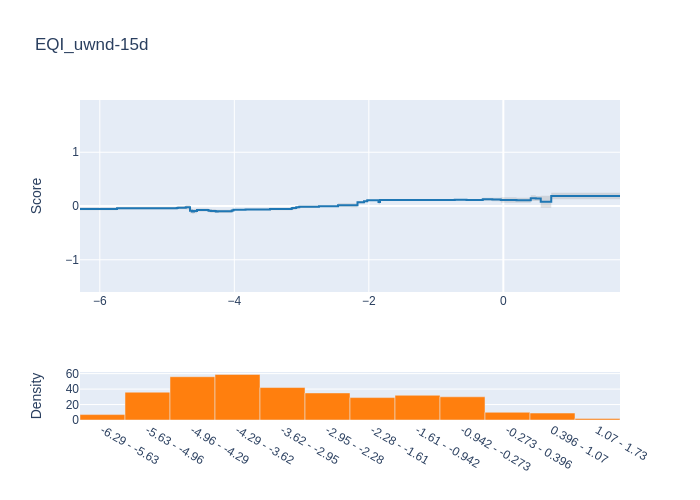 EQI_uwnd-15d
Score
1
0
−1
−6
−4
−2
0
Density
60
40
20
0
-6.29 - -5.63
-5.63 - -4.96
-4.96 - -4.29
-4.29 - -3.62
-3.62 - -2.95
-2.95 - -2.28
-2.28 - -1.61
-1.61 - -0.942
-0.942 - -0.273
-0.273 - 0.396
0.396 - 1.07
1.07 - 1.73